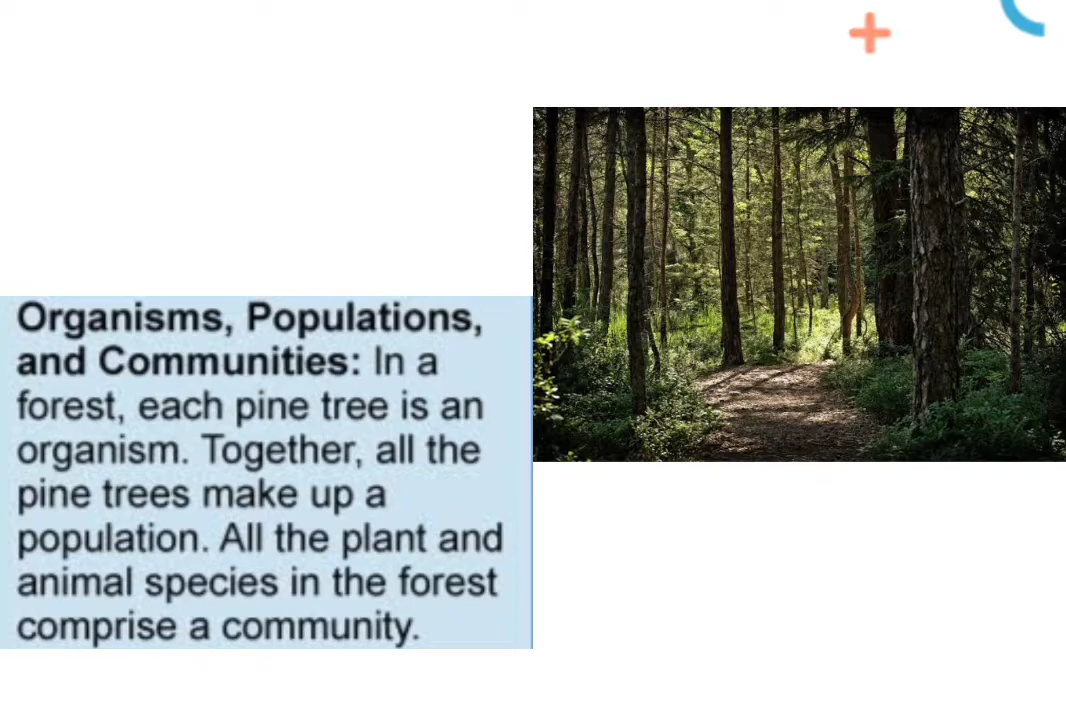 Organisms, Populations,
and Communities: In a
forest, each pine tree is an
organism. Together, all the
pine trees make up a
population. All the plant and
animal species in the forest
comprise a community.